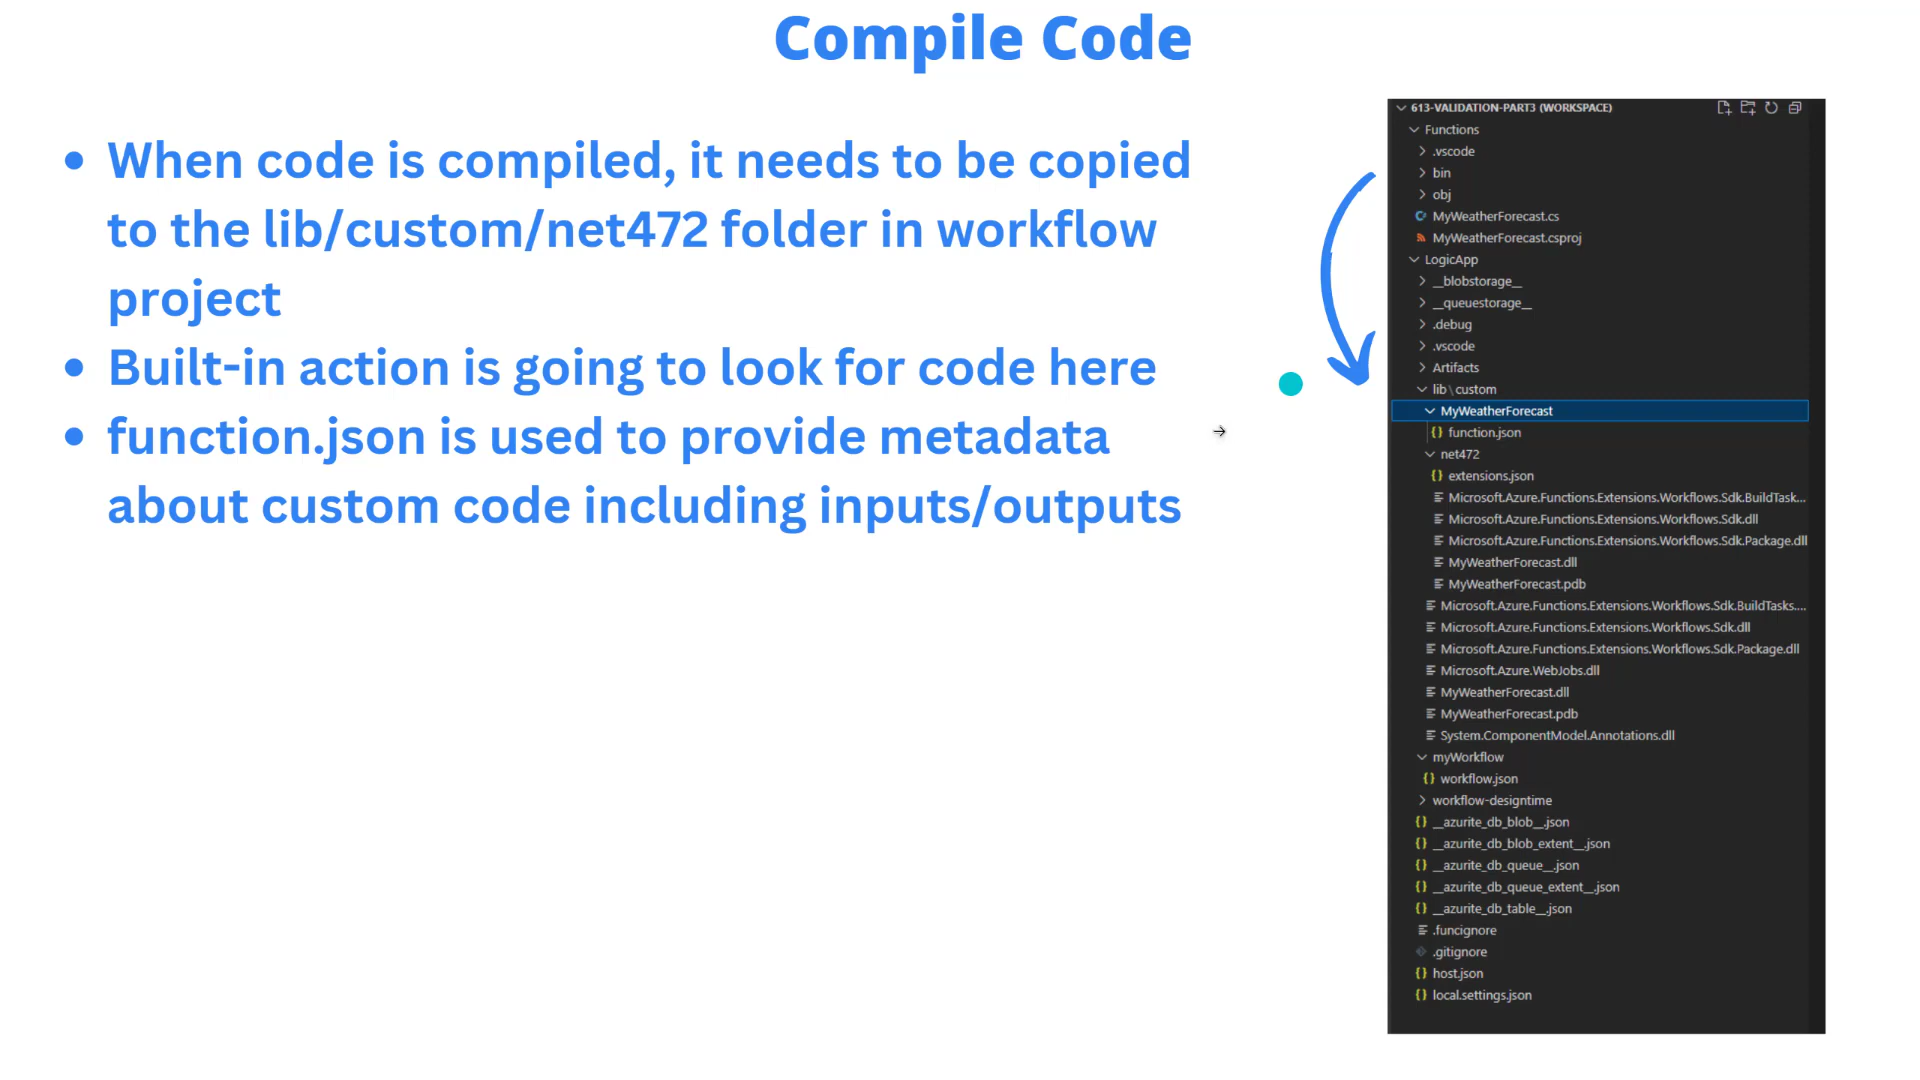 Compile Code
• When code is compiled, it needs to be copied
to the lib/custom/net472 folder in workflow
project
• Built-in action is going to look for code here
• function.json is used to provide metadata
about custom code including inputs/outputs
613-VALIDATION-PART3 (WORKSPACE)
Functions
.vscode
bin
obj
MyWeatherForecast.cs
MyWeatherForecast.csproj
LogicApp
__blobstorage__
__queuestorage__
.debug
.vscode
Artifacts
lib\custom
MyWeatherForecast
{} function.json
net472
{} extensions.json
Microsoft.Azure.Functions.Extensions.Workflows.Sdk.BuildTask...
Microsoft.Azure.Functions.Extensions.Workflows.Sdk.dll
Microsoft.Azure.Functions.Extensions.Workflows.Sdk.Package.dll
MyWeatherForecast.dll
MyWeatherForecast.pdb
Microsoft.Azure.Functions.Extensions.Workflows.Sdk.BuildTasks....
Microsoft.Azure.Functions.Extensions.Workflows.Sdk.dll
Microsoft.Azure.Functions.Extensions.Workflows.Sdk.Package.dll
Microsoft.Azure.WebJobs.dll
MyWeatherForecast.dll
MyWeatherForecast.pdb
System.ComponentModel.Annotations.dll
myWorkflow
{} workflow.json
workflow-designtime
{} __azurite_db_blob__.json
{} __azurite_db_blob_extent__.json
{} __azurite_db_queue__.json
{} __azurite_db_queue_extent__.json
{} __azurite_db_table__.json
.funcignore
.gitignore
{} host.json
{} local.settings.json